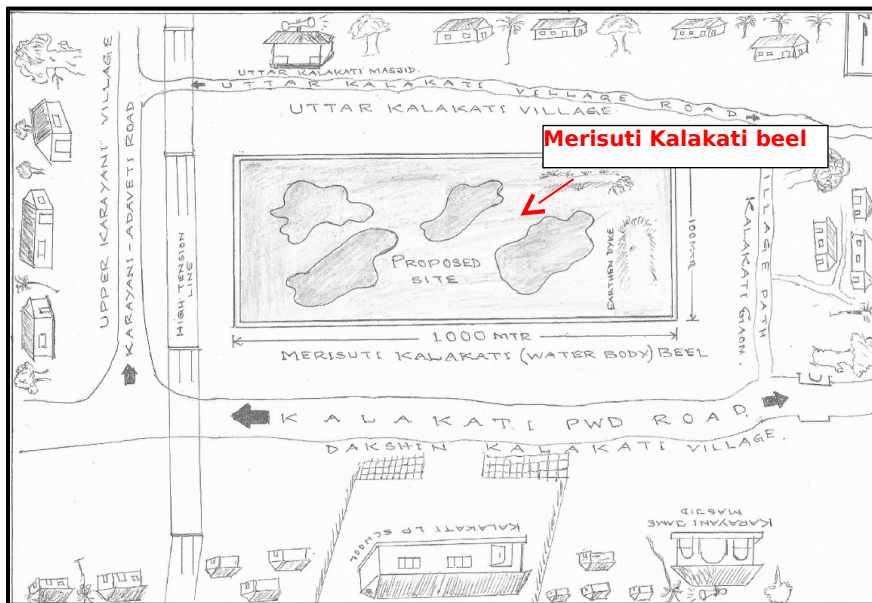 N
UTTAR KALAKATI MASJID.
UTTAR KALAKATI VILLAGE ROAD
UTTAR KALAKATI VILLAGE
Merisuti Kalakati beel
UPPER KARAYANI VILLAGE
KARAYANI-ADAVETI ROAD
HIGH-TENSION LINE
PROPOSED
SITE
EARTHEN DYKE
100 MTR
KALAKATI GAON.
VILLAGE PATH
1000 MTR
MERISUTI KALAKATI (WATER BODY) BEEL
KALAKATI PWD ROAD
DAKSHIN KALAKATI VILLAGE.
KALAKATI LP SCHOOL
KARAYANI JAME
MASJID